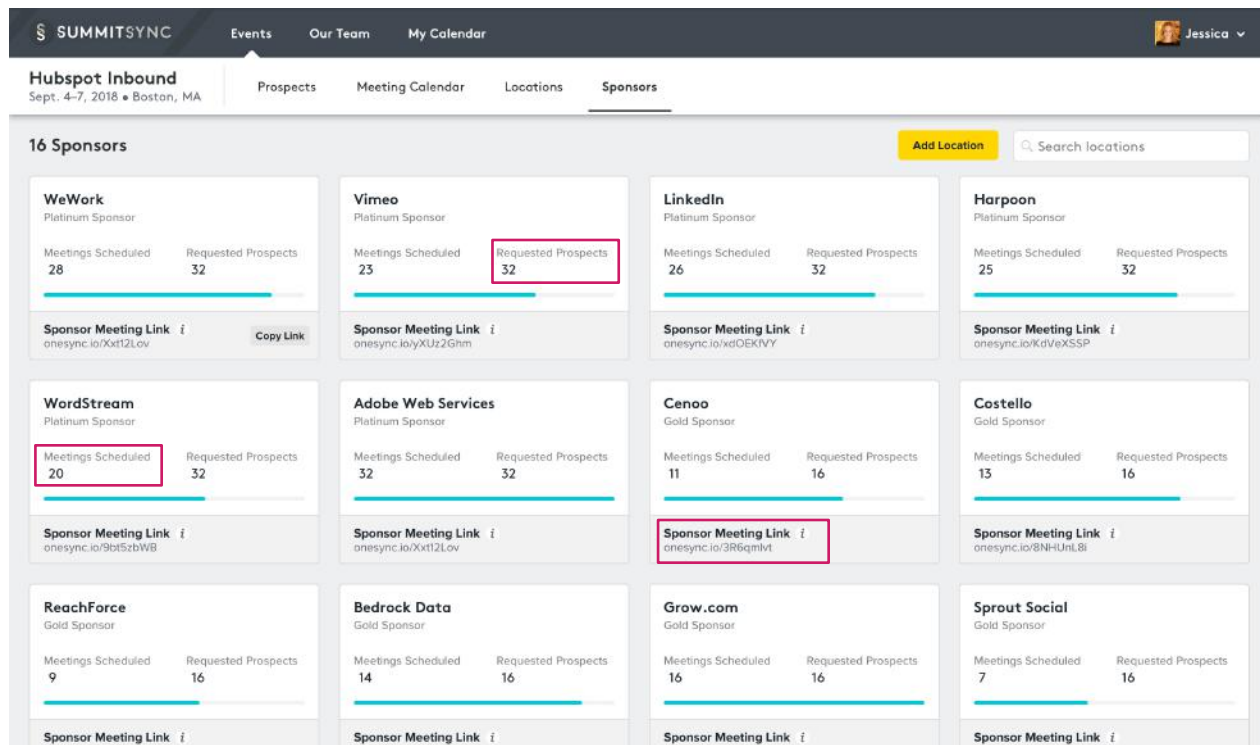 § SUMMITSYNC Events Our Team My Calendar Jessica
Hubspot Inbound
Sept. 4–7, 2018 • Boston, MA
Prospects Meeting Calendar Locations Sponsors
16 Sponsors Add Location Search locations
WeWork Vimeo LinkedIn Harpoon
Platinum Sponsor Platinum Sponsor Platinum Sponsor Platinum Sponsor
Meetings Scheduled Requested Prospects Meetings Scheduled Requested Prospects Meetings Scheduled Requested Prospects Meetings Scheduled Requested Prospects
28 32 23 32 26 32 25 32
Sponsor Meeting Link i Copy Link Sponsor Meeting Link i Sponsor Meeting Link i Sponsor Meeting Link i
onesync.io/Xxt12Lov onesync.io/yXUz2Ghm onesync.io/xdOEKfVY onesync.io/KdVeXSSP
WordStream Adobe Web Services Cenoo Costello
Platinum Sponsor Platinum Sponsor Gold Sponsor Gold Sponsor
Meetings Scheduled Requested Prospects Meetings Scheduled Requested Prospects Meetings Scheduled Requested Prospects Meetings Scheduled Requested Prospects
20 32 32 32 11 16 13 16
Sponsor Meeting Link i Sponsor Meeting Link i Sponsor Meeting Link i Sponsor Meeting Link i
onesync.io/9bt5zbWB onesync.io/Xxt12Lov onesync.io/3R6qmlvt onesync.io/8NHUnL8i
ReachForce Bedrock Data Grow.com Sprout Social
Gold Sponsor Gold Sponsor Gold Sponsor Gold Sponsor
Meetings Scheduled Requested Prospects Meetings Scheduled Requested Prospects Meetings Scheduled Requested Prospects Meetings Scheduled Requested Prospects
9 16 14 16 16 16 7 16
Sponsor Meeting Link i Sponsor Meeting Link i Sponsor Meeting Link i Sponsor Meeting Link i